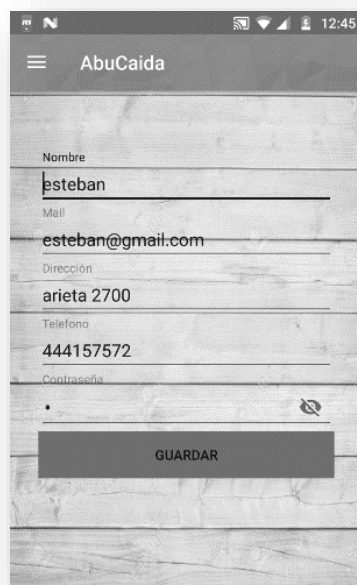 12:45
AbuCaida
Nombre
esteban
Mail
esteban@gmail.com
Dirección
arieta 2700
Telefono
444157572
Contraseña
GUARDAR